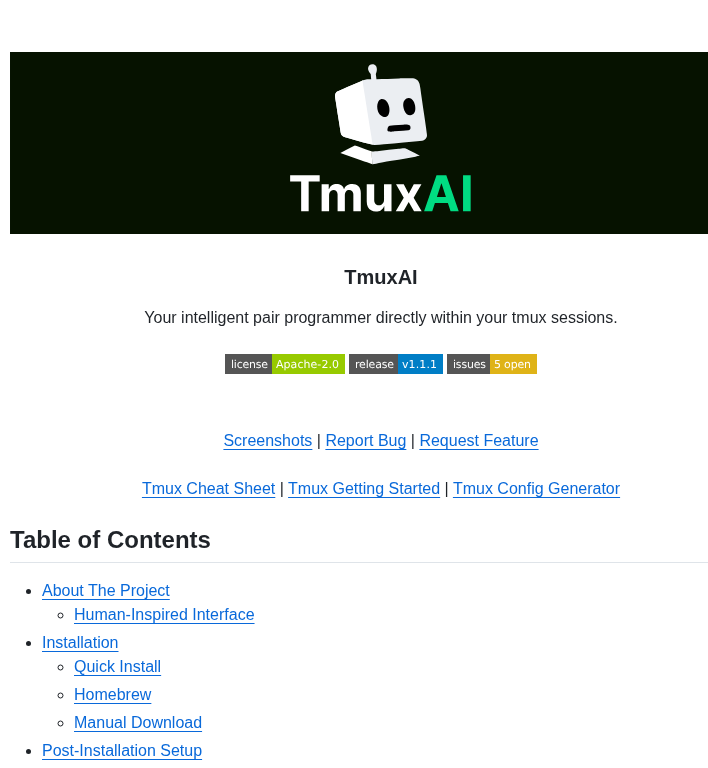 TmuxAI
TmuxAI
Your intelligent pair programmer directly within your tmux sessions.
license Apache-2.0 release v1.1.1 issues 5 open
Screenshots | Report Bug | Request Feature
Tmux Cheat Sheet | Tmux Getting Started | Tmux Config Generator
Table of Contents
About The Project
Human-Inspired Interface
Installation
Quick Install
Homebrew
Manual Download
Post-Installation Setup